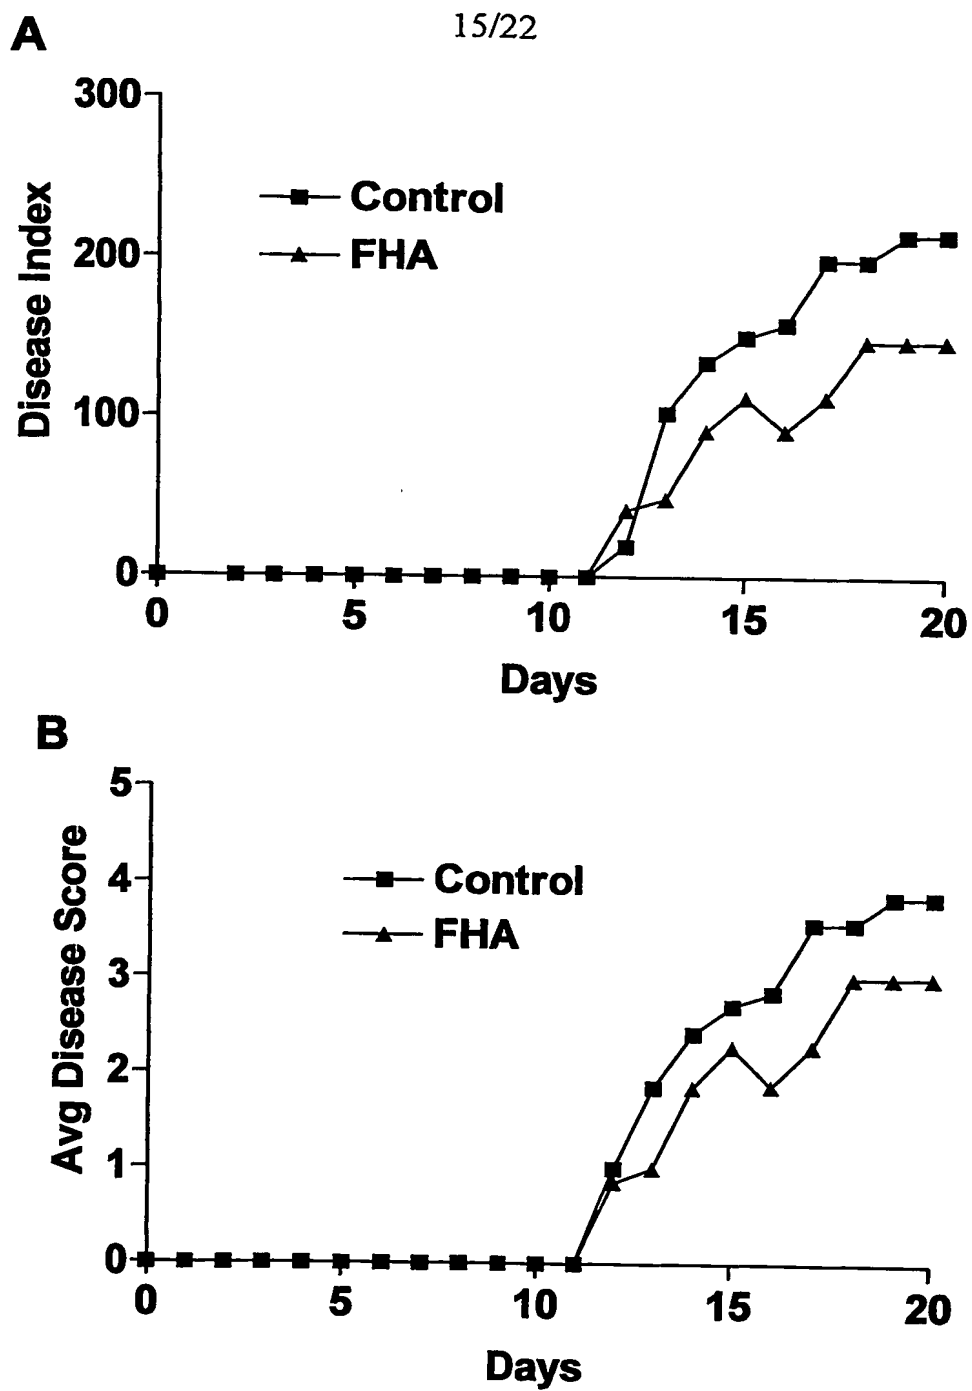 15/22
A
300
200
100
0
Disease Index
Control
FHA
0 5 10 15 20
Days
B
5
4
3
2
1
0
Avg Disease Score
Control
FHA
0 5 10 15 20
Days